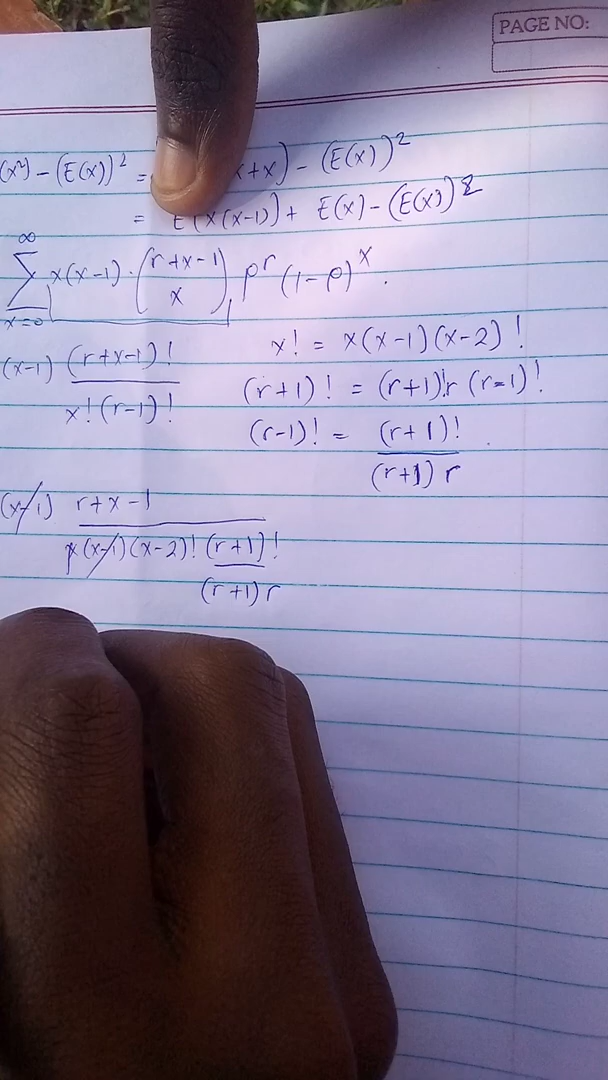 PAGE NO:
(x²) - (E(x))² = x+x) - (E(x))²
= E(x(x-1)) + E(x) - (E(x))²
∞
∑ x(x-1) · (r+x-1 / x) p^r (1-p)^x .
x=0
(x-1) (r+x-1)! / x!(r-1)!
x! = x(x-1)(x-2)!
(r+1)! = (r+1)r (r-1)!
(r-1)! = (r+1)! / (r+1) r .
(x-1) r+x-1 / x(x-1)(x-2)! (r+1)! / (r+1)r